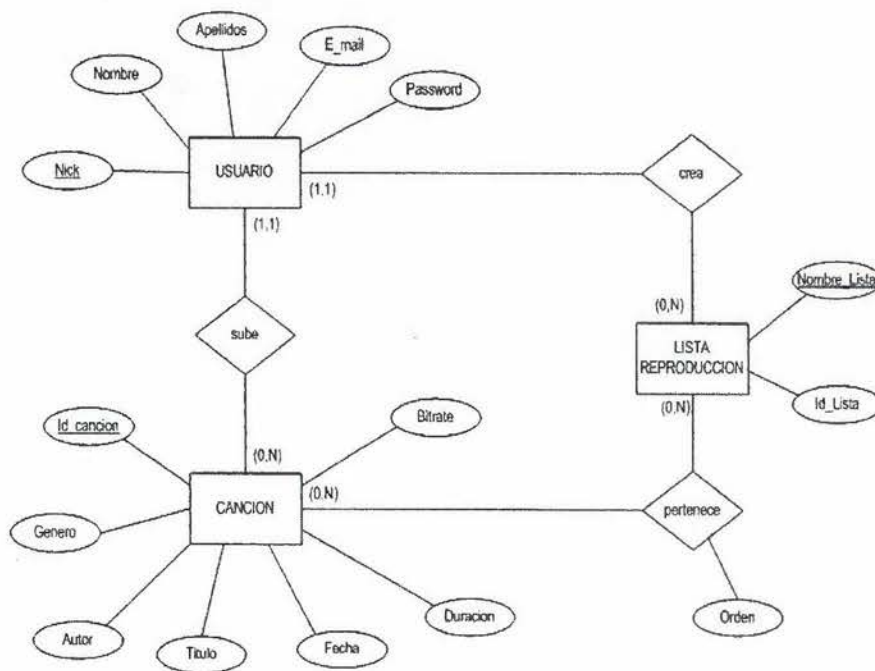 Apellidos
E_mail
Nombre
Password
Nick
USUARIO
(1,1)
(1,1)
crea
sube
(0,N)
Nombre_Lista
LISTA
REPRODUCCION
(0,N)
Id_Lista
Id_cancion
Bitrate
(0,N)
(0,N)
CANCION
pertenece
Genero
Autor
Titulo
Fecha
Duracion
Orden